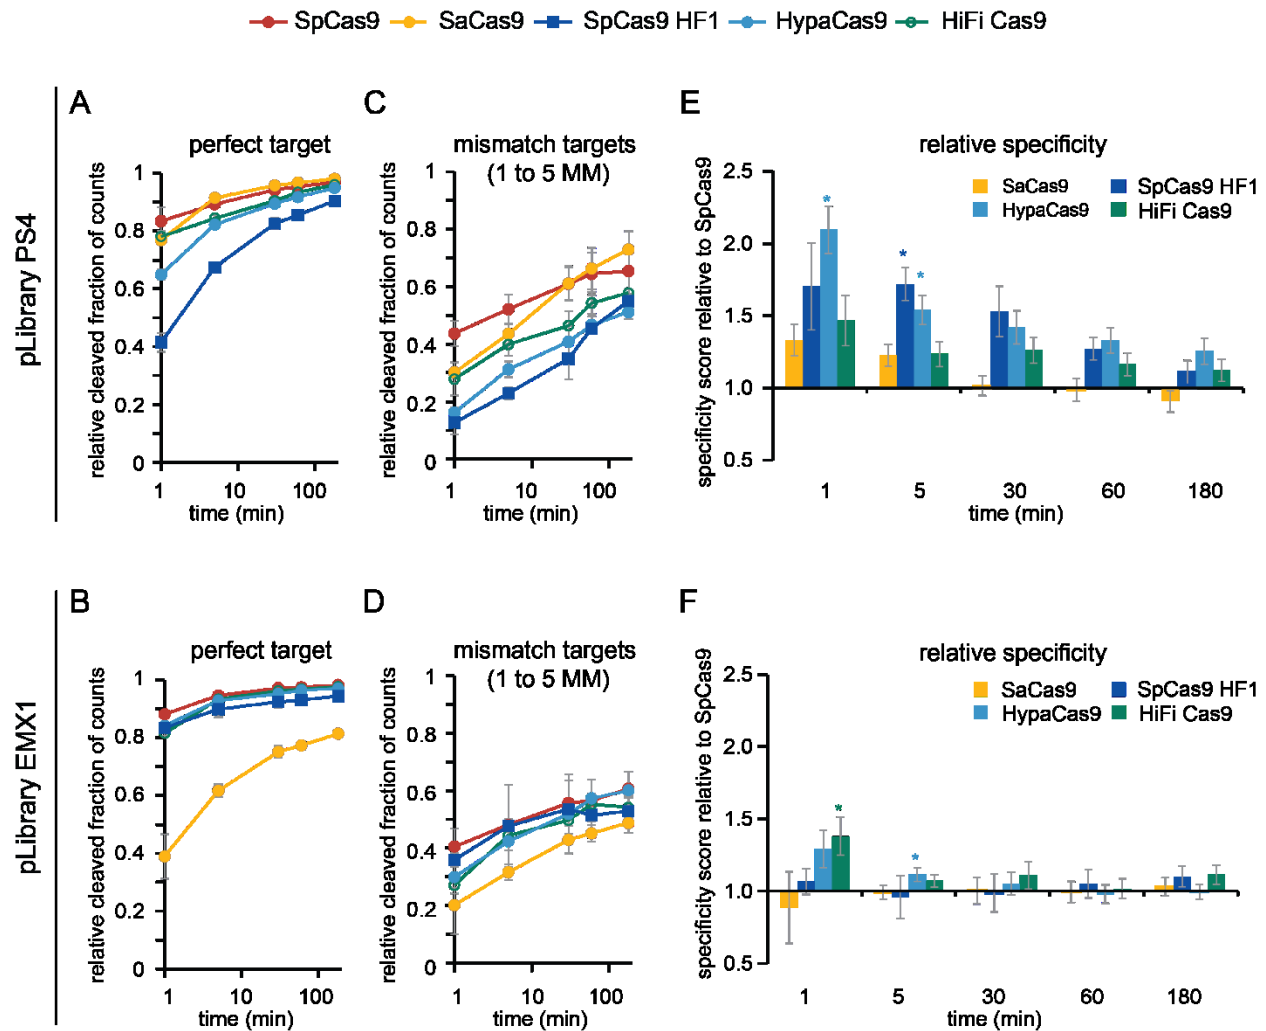 SpCas9 SaCas9 SpCas9 HF1 HypaCas9 HiFi Cas9
pLibrary PS4
A
perfect target
relative cleaved fraction of counts
1
0.8
0.6
0.4
0.2
0
1 10 100
time (min)
C
mismatch targets
(1 to 5 MM)
relative cleaved fraction of counts
1
0.8
0.6
0.4
0.2
0
1 10 100
time (min)
E
relative specificity
specificity score relative to SpCas9
2.5
2.0
1.5
1.0
0.5
SaCas9 SpCas9 HF1
HypaCas9 HiFi Cas9
* * *
1 5 30 60 180
time (min)
pLibrary EMX1
B
perfect target
relative cleaved fraction of counts
1
0.8
0.6
0.4
0.2
0
1 10 100
time (min)
D
mismatch targets
(1 to 5 MM)
relative cleaved fraction of counts
1
0.8
0.6
0.4
0.2
0
1 10 100
time (min)
F
relative specificity
specificity score relative to SpCas9
2.5
2.0
1.5
1.0
0.5
SaCas9 SpCas9 HF1
HypaCas9 HiFi Cas9
* *
1 5 30 60 180
time (min)